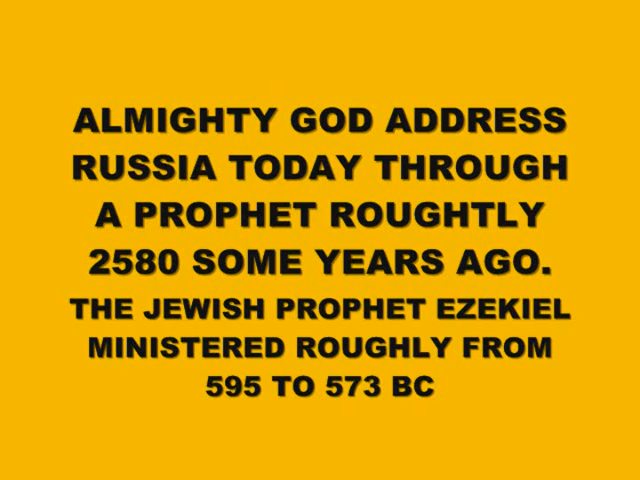 ALMIGHTY GOD ADDRESS
RUSSIA TODAY THROUGH
A PROPHET ROUGHTLY
2580 SOME YEARS AGO.
THE JEWISH PROPHET EZEKIEL
MINISTERED ROUGHLY FROM
595 TO 573 BC